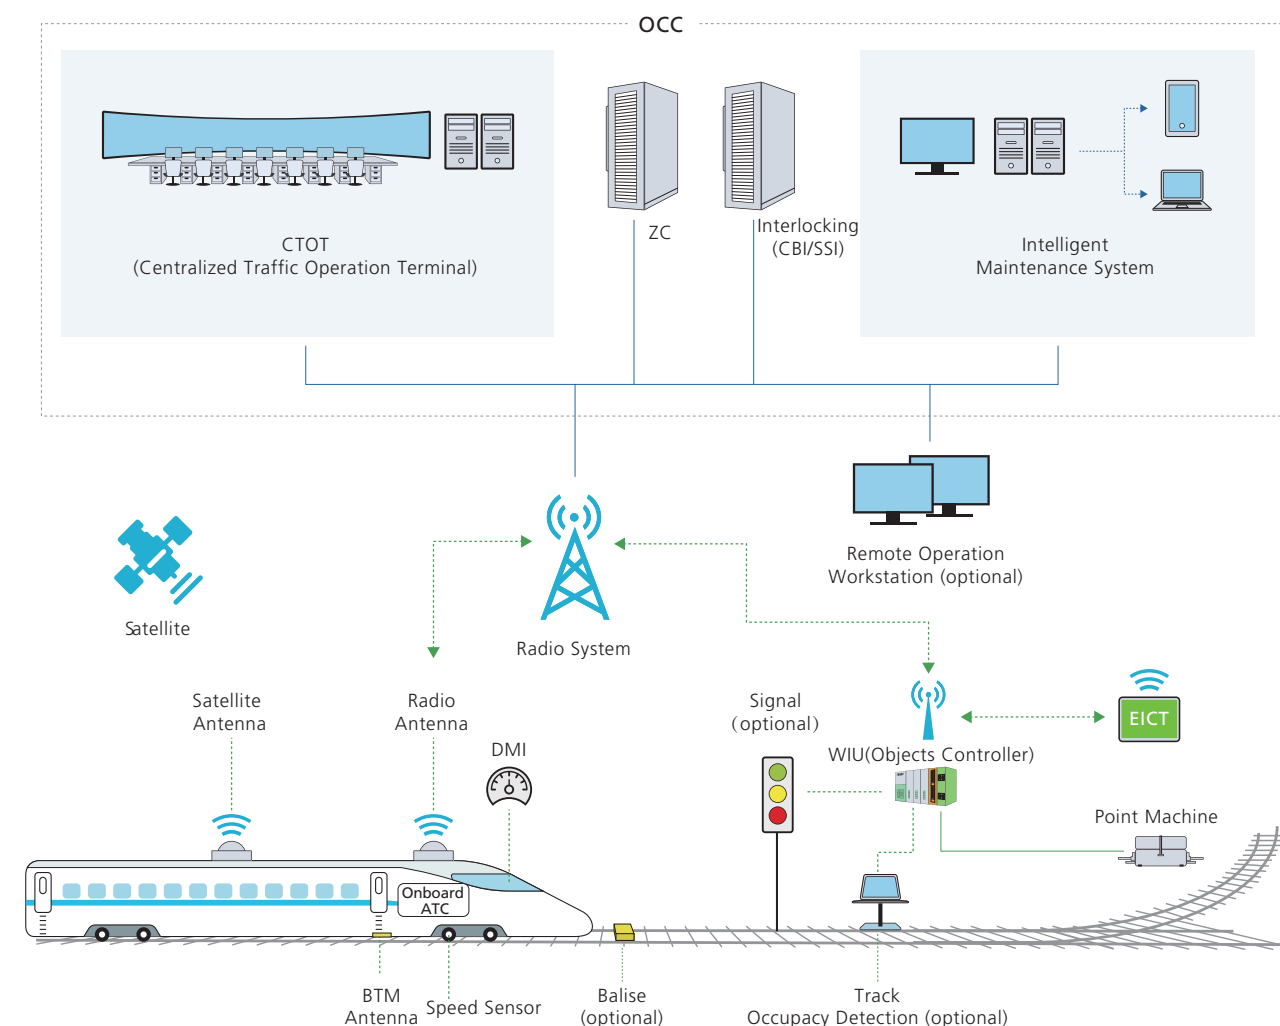 OCC
CTOT
(Centralized Traffic Operation Terminal)
ZC
Interlocking
(CBI/SSI)
Intelligent
Maintenance System
Remote Operation
Workstation (optional)
Satellite
Radio System
Satellite
Antenna
Radio
Antenna
Signal
(optional)
EICT
DMI
WIU(Objects Controller)
Point Machine
Onboard
ATC
BTM
Antenna
Speed Sensor
Balise
(optional)
Track
Occupacy Detection (optional)